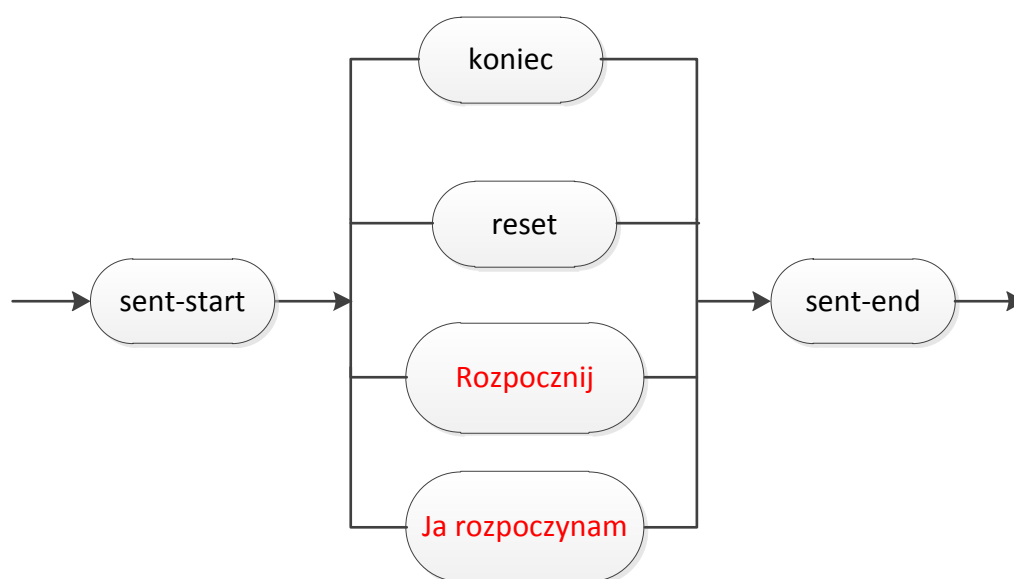 koniec
reset
sent-start
sent-end
Rozpocznij
Ja rozpoczynam